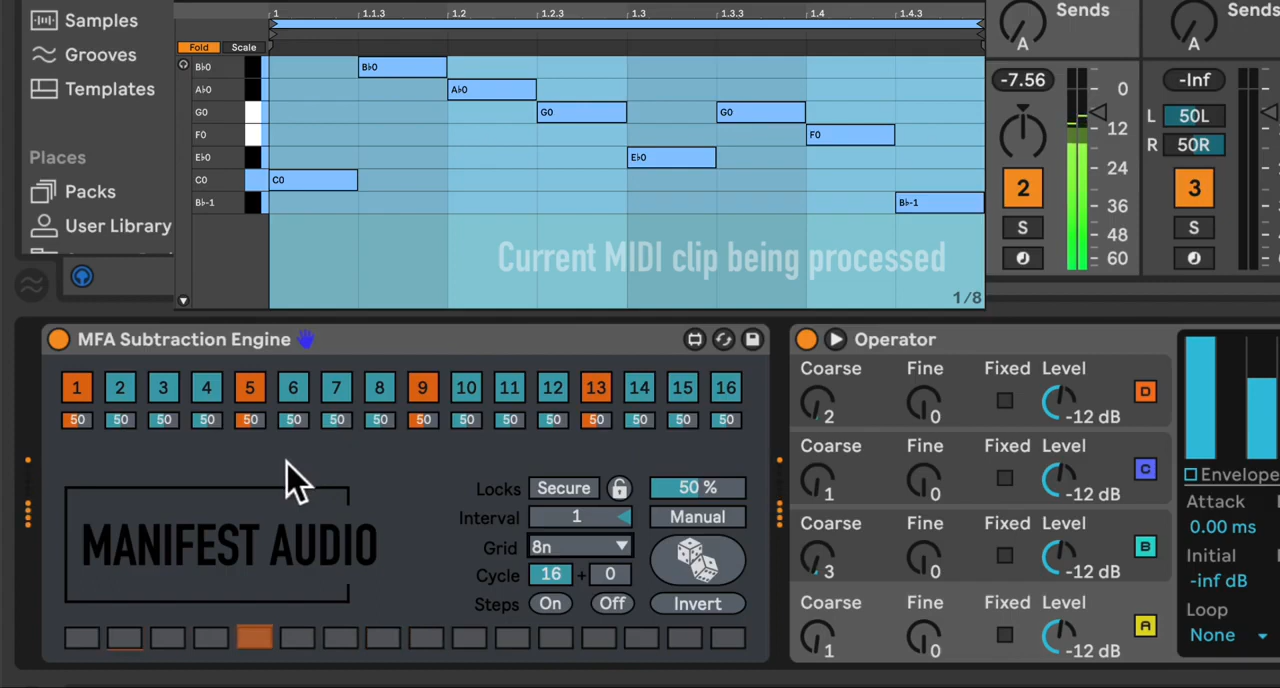 Samples
Grooves
Templates
Places
Packs
User Library
1 1.1.3 1.2 1.2.3 1.3 1.3.3 1.4 1.4.3
Fold Scale
B♭0 B♭0
A♭0 A♭0
G0 G0 G0
F0 F0
E♭0 E♭0
C0 C0
B♭-1 B♭-1
Current MIDI clip being processed
1/8
Sends Sends
A A
-7.56 -Inf
0
12
24
36
48
60
L 50L
R 50R
2 3
S S
MFA Subtraction Engine
1 2 3 4 5 6 7 8 9 10 11 12 13 14 15 16
50 50 50 50 50 50 50 50 50 50 50 50 50 50 50 50
MANIFEST AUDIO
Locks Secure 50 %
Interval 1 Manual
Grid 8n
Cycle 16 + 0
Steps On Off Invert
Operator
Coarse Fine Fixed Level
2 0 -12 dB D
Coarse Fine Fixed Level
1 0 -12 dB C
Coarse Fine Fixed Level
3 0 -12 dB B
Coarse Fine Fixed Level
1 0 -12 dB A
Envelope
Attack
0.00 ms
Initial
-inf dB
Loop
None